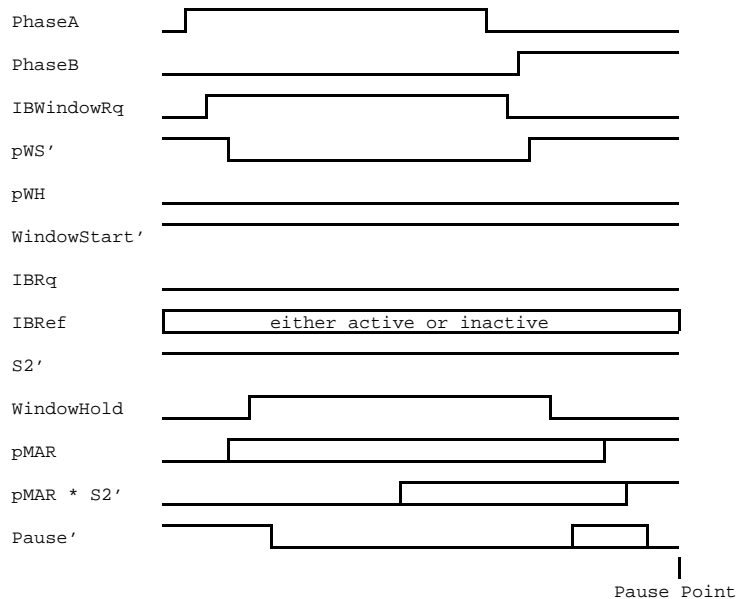 PhaseA
PhaseB
IBWindowRq
pWS’
pWH
WindowStart’
IBRq
IBRef
either active or inactive
S2’
WindowHold
pMAR
pMAR * S2’
Pause’
Pause Point